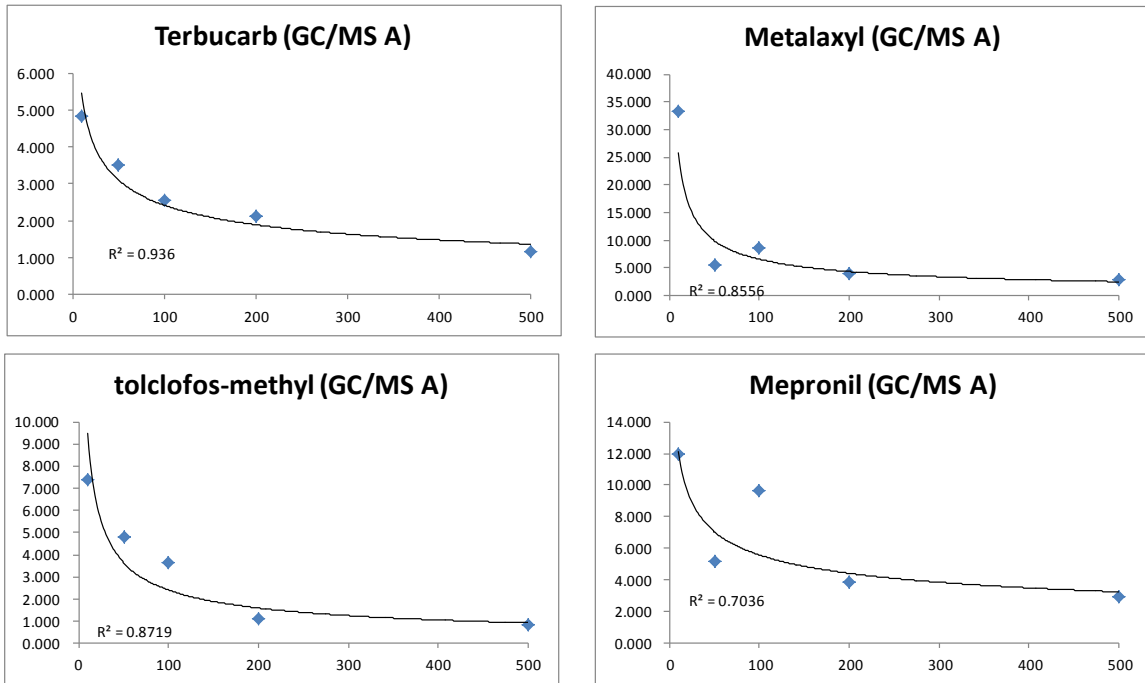 Terbucarb (GC/MS A)
6.000
5.000
4.000
3.000
2.000
1.000
0.000
R² = 0.936
0 100 200 300 400 500
Metalaxyl (GC/MS A)
40.000
35.000
30.000
25.000
20.000
15.000
10.000
5.000
0.000
R² = 0.8556
0 100 200 300 400 500
tolclofos-methyl (GC/MS A)
10.000
9.000
8.000
7.000
6.000
5.000
4.000
3.000
2.000
1.000
0.000
R² = 0.8719
0 100 200 300 400 500
Mepronil (GC/MS A)
14.000
12.000
10.000
8.000
6.000
4.000
2.000
0.000
R² = 0.7036
0 100 200 300 400 500